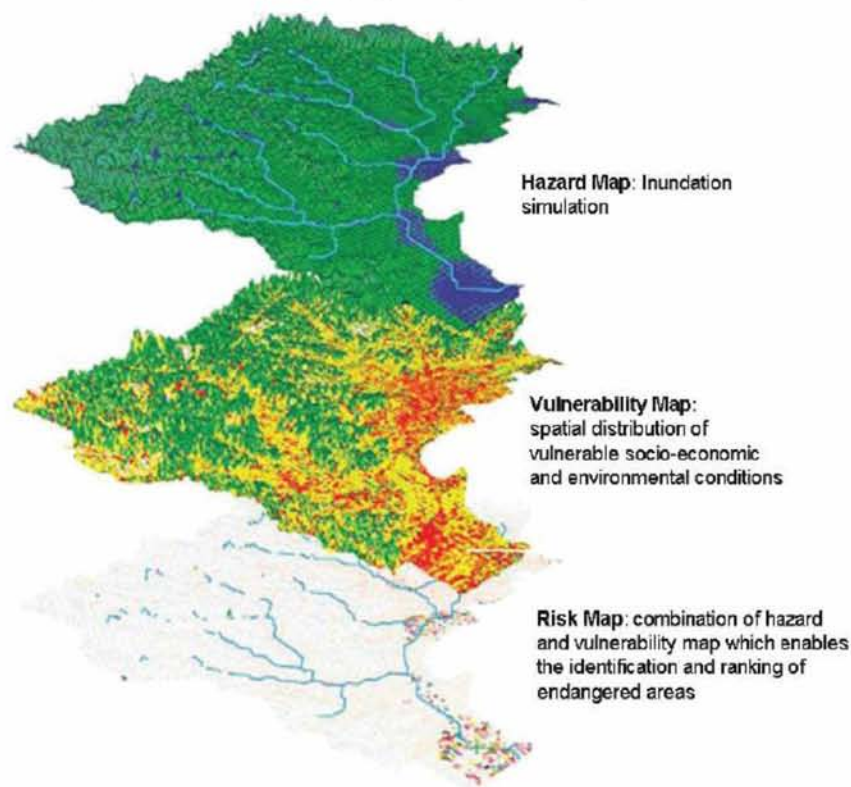 Hazard Map: Inundation
simulation
Vulnerability Map:
spatial distribution of
vulnerable socio-economic
and environmental conditions
Risk Map: combination of hazard
and vulnerability map which enables
the identification and ranking of
endangered areas